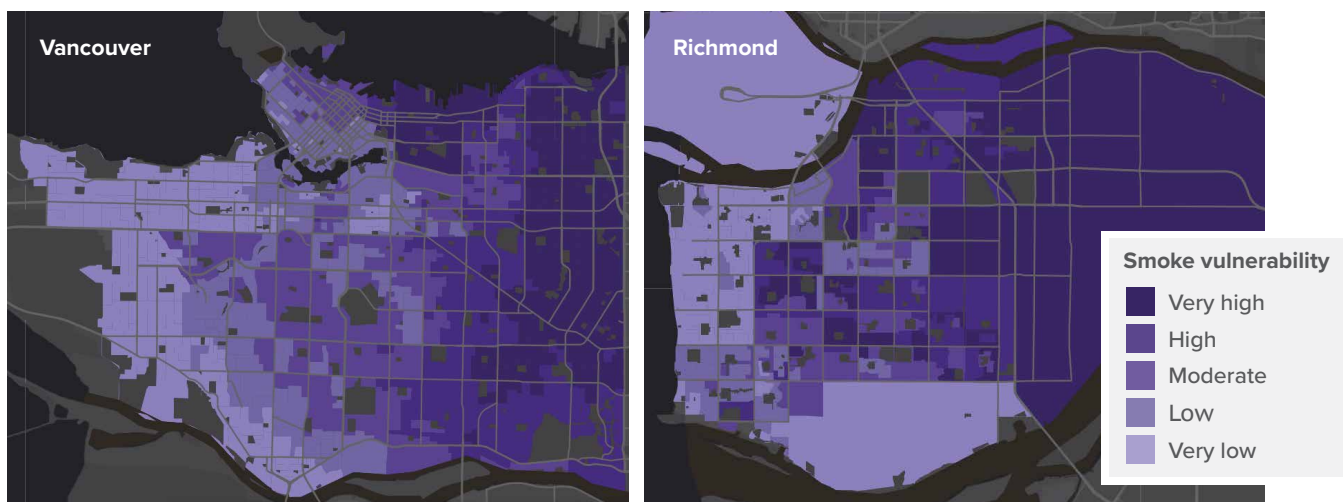 Vancouver
Richmond
Smoke vulnerability
Very high
High
Moderate
Low
Very low